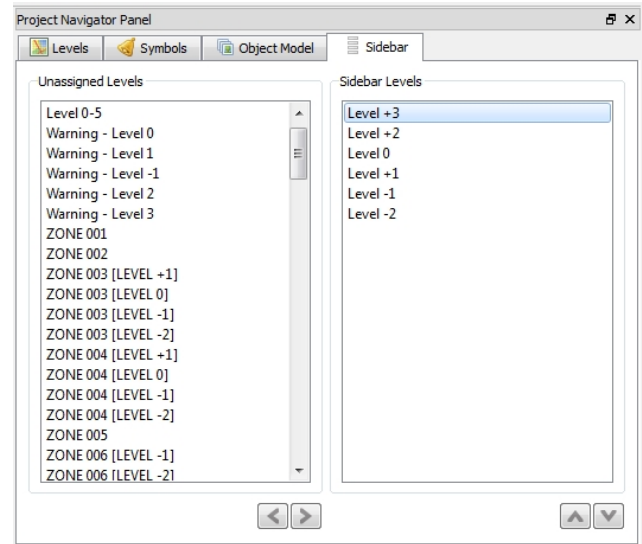 Project Navigator Panel
Levels Symbols Object Model Sidebar
Unassigned Levels
Level 0-5
Warning - Level 0
Warning - Level 1
Warning - Level -1
Warning - Level 2
Warning - Level 3
ZONE 001
ZONE 002
ZONE 003 [LEVEL +1]
ZONE 003 [LEVEL 0]
ZONE 003 [LEVEL -1]
ZONE 003 [LEVEL -2]
ZONE 004 [LEVEL +1]
ZONE 004 [LEVEL 0]
ZONE 004 [LEVEL -1]
ZONE 004 [LEVEL -2]
ZONE 005
ZONE 006 [LEVEL -1]
ZONE 006 [LEVEL -2]
Sidebar Levels
Level +3
Level +2
Level 0
Level +1
Level -1
Level -2